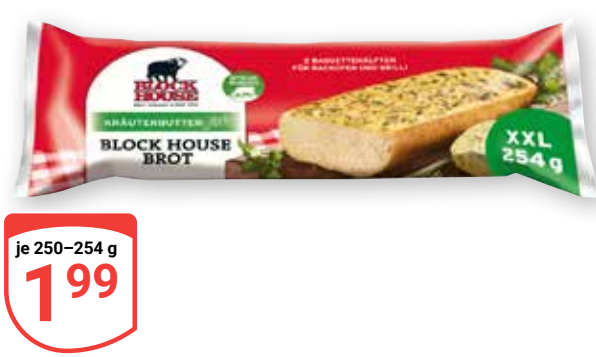 2 BAGUETTEHÄLFTEN
FÜR BACKOFEN UND GRILL!
BLOCK
HOUSE
KRÄUTERBUTTER
BLOCK HOUSE
BROT
XXL
254 g
je 250–254 g
1 99